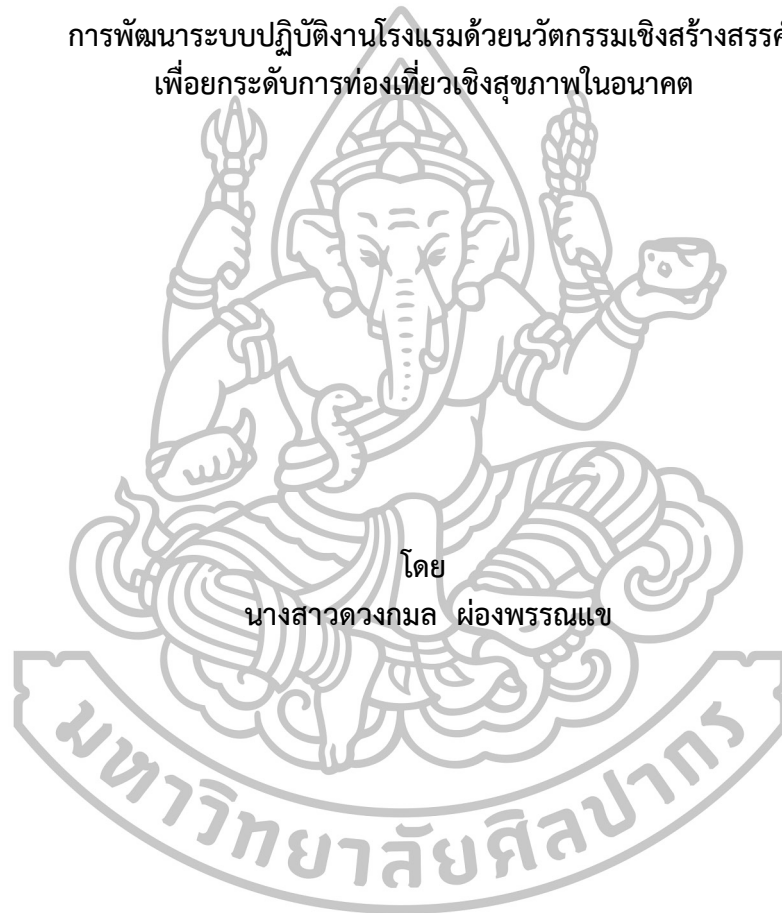 การพัฒนาระบบปฏิบัติงานโรงแรมด้วยนวัตกรรมเชิงสร้างสรรค์
เพื่อยกระดับการท่องเที่ยวเชิงสุขภาพในอนาคต
โดย
นางสาวดวงกมล ผ่องพรรณแข
มหาวิทยาลัยศิลปากร